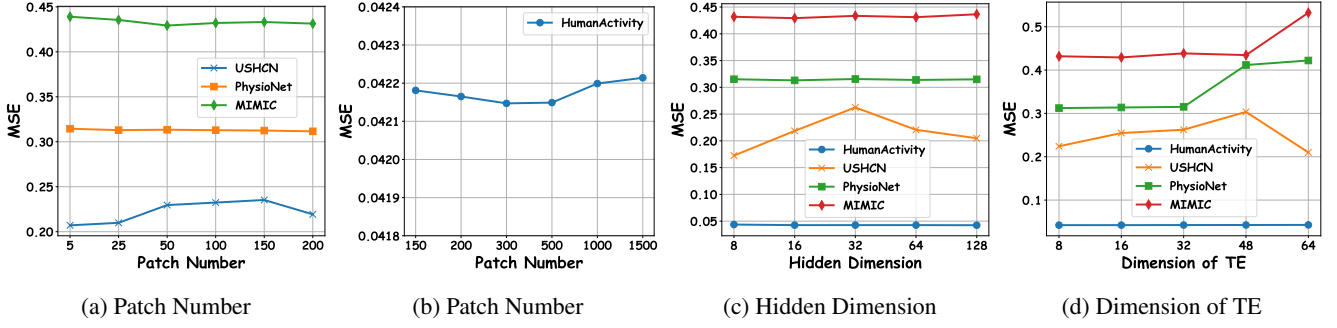 0.45
0.40
0.35
0.30
0.25
0.20
MSE
USHCN
PhysioNet
MIMIC
5 25 50 100 150 200
Patch Number
(a) Patch Number
0.0424
0.0423
0.0422
0.0421
0.0420
0.0419
0.0418
MSE
HumanActivity
150 200 300 500 1000 1500
Patch Number
(b) Patch Number
0.45
0.40
0.35
0.30
0.25
0.20
0.15
0.10
0.05
MSE
HumanActivity
USHCN
PhysioNet
MIMIC
8 16 32 64 128
Hidden Dimension
(c) Hidden Dimension
0.5
0.4
0.3
0.2
0.1
MSE
HumanActivity
USHCN
PhysioNet
MIMIC
8 16 32 48 64
Dimension of TE
(d) Dimension of TE